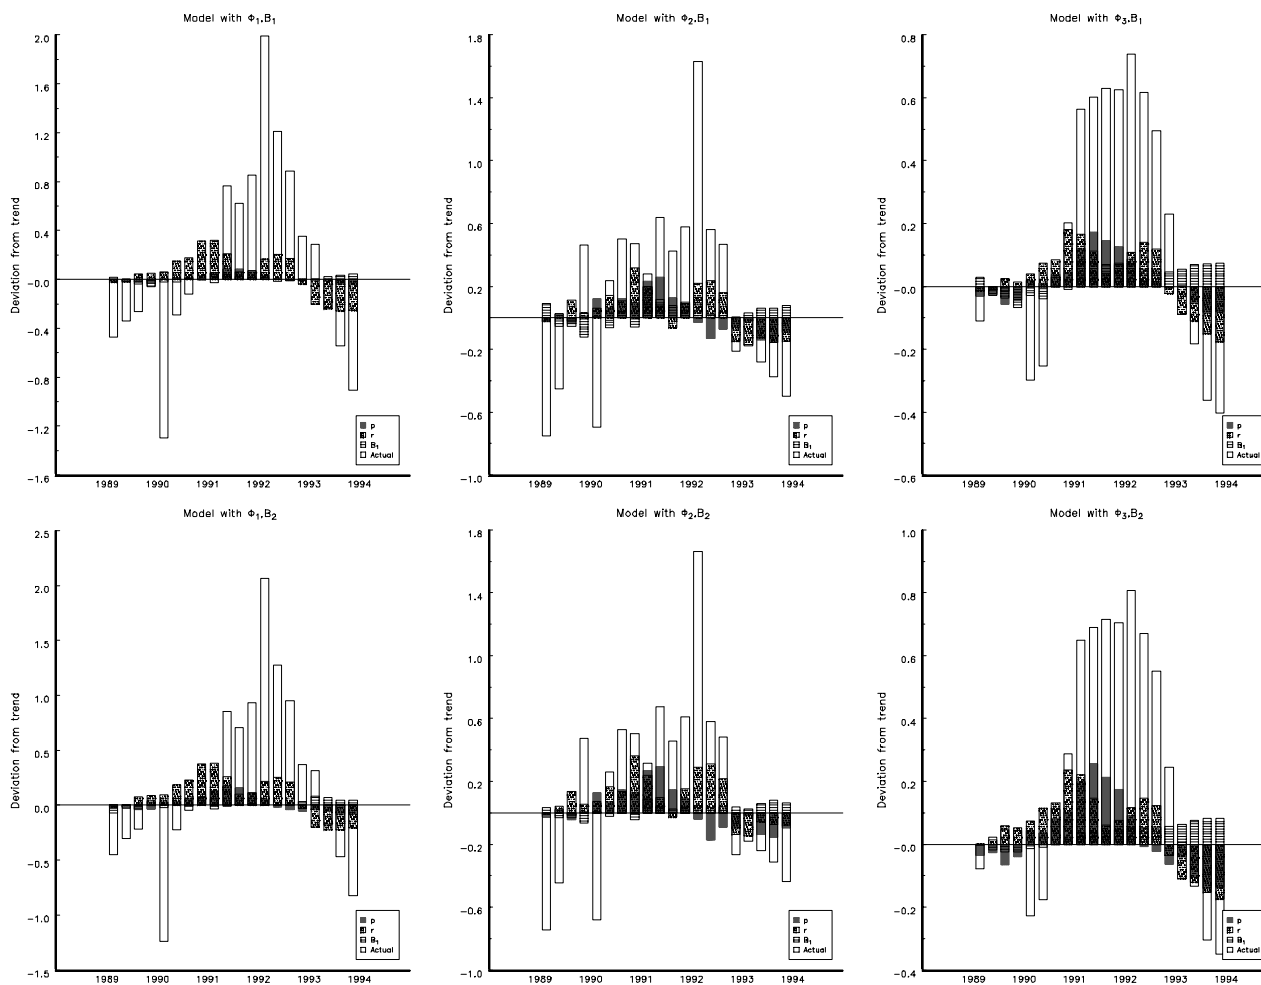 Model with Φ₁,B₁
Deviation from trend
2.0
1.6
1.2
0.8
0.4
−0.0
−0.4
−0.8
−1.2
−1.6
1989 1990 1991 1992 1993 1994
p
r
B₁
Actual
Model with Φ₂,B₁
Deviation from trend
1.8
1.4
1.0
0.6
0.2
−0.2
−0.6
−1.0
1989 1990 1991 1992 1993 1994
p
r
B₁
Actual
Model with Φ₃,B₁
Deviation from trend
0.8
0.6
0.4
0.2
−0.0
−0.2
−0.4
−0.6
1989 1990 1991 1992 1993 1994
p
r
B₁
Actual
Model with Φ₁,B₂
Deviation from trend
2.5
2.0
1.5
1.0
0.5
0.0
−0.5
−1.0
−1.5
1989 1990 1991 1992 1993 1994
p
r
B₁
Actual
Model with Φ₂,B₂
Deviation from trend
1.8
1.4
1.0
0.6
0.2
−0.2
−0.6
−1.0
1989 1990 1991 1992 1993 1994
p
r
B₁
Actual
Model with Φ₃,B₂
Deviation from trend
1.0
0.8
0.6
0.4
0.2
−0.0
−0.2
−0.4
1989 1990 1991 1992 1993 1994
p
r
B₁
Actual